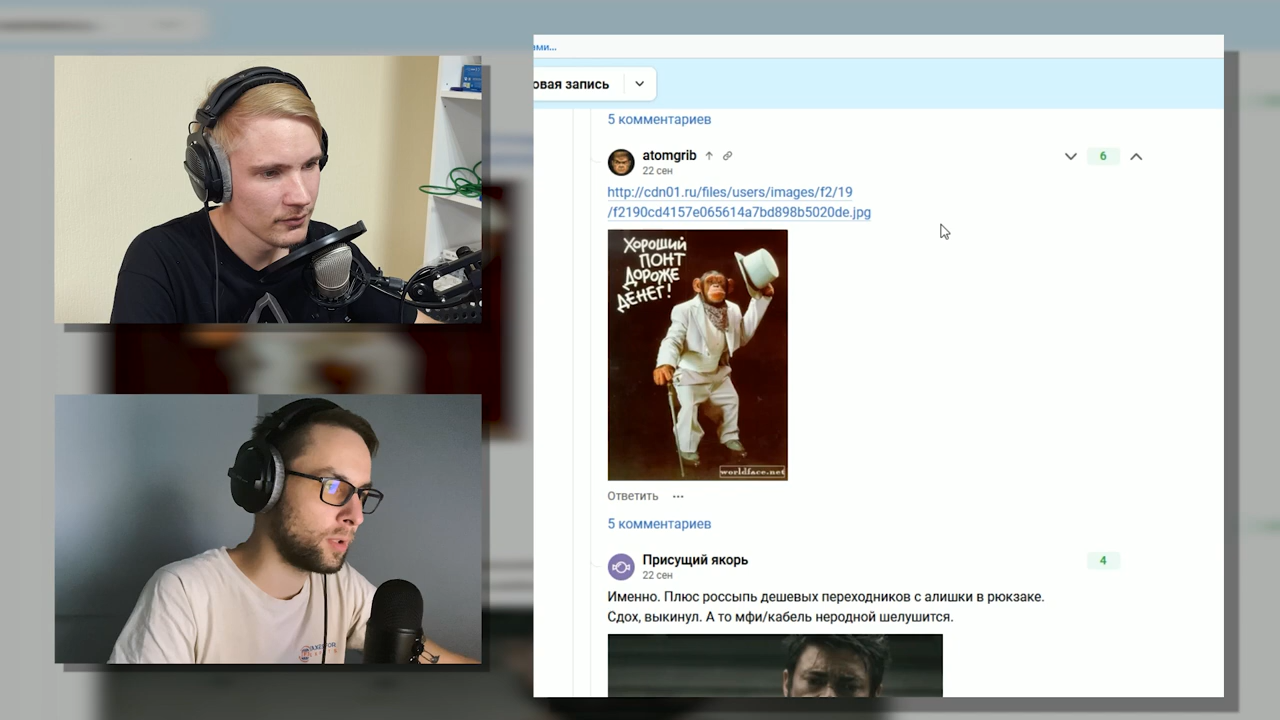 ями...
овая запись
5 комментариев
atomgrib
22 сен
6
http://cdn01.ru/files/users/images/f2/19
/f2190cd4157e065614a7bd898b5020de.jpg
ХОРОШИЙ
ПОНТ
ДОРОЖЕ
ДЕНЕГ!
worldface.net
Ответить
5 комментариев
Присущий якорь
22 сен
4
Именно. Плюс россыпь дешевых переходников с алишки в рюкзаке.
Сдох, выкинул. А то мфи/кабель неродной шелушится.